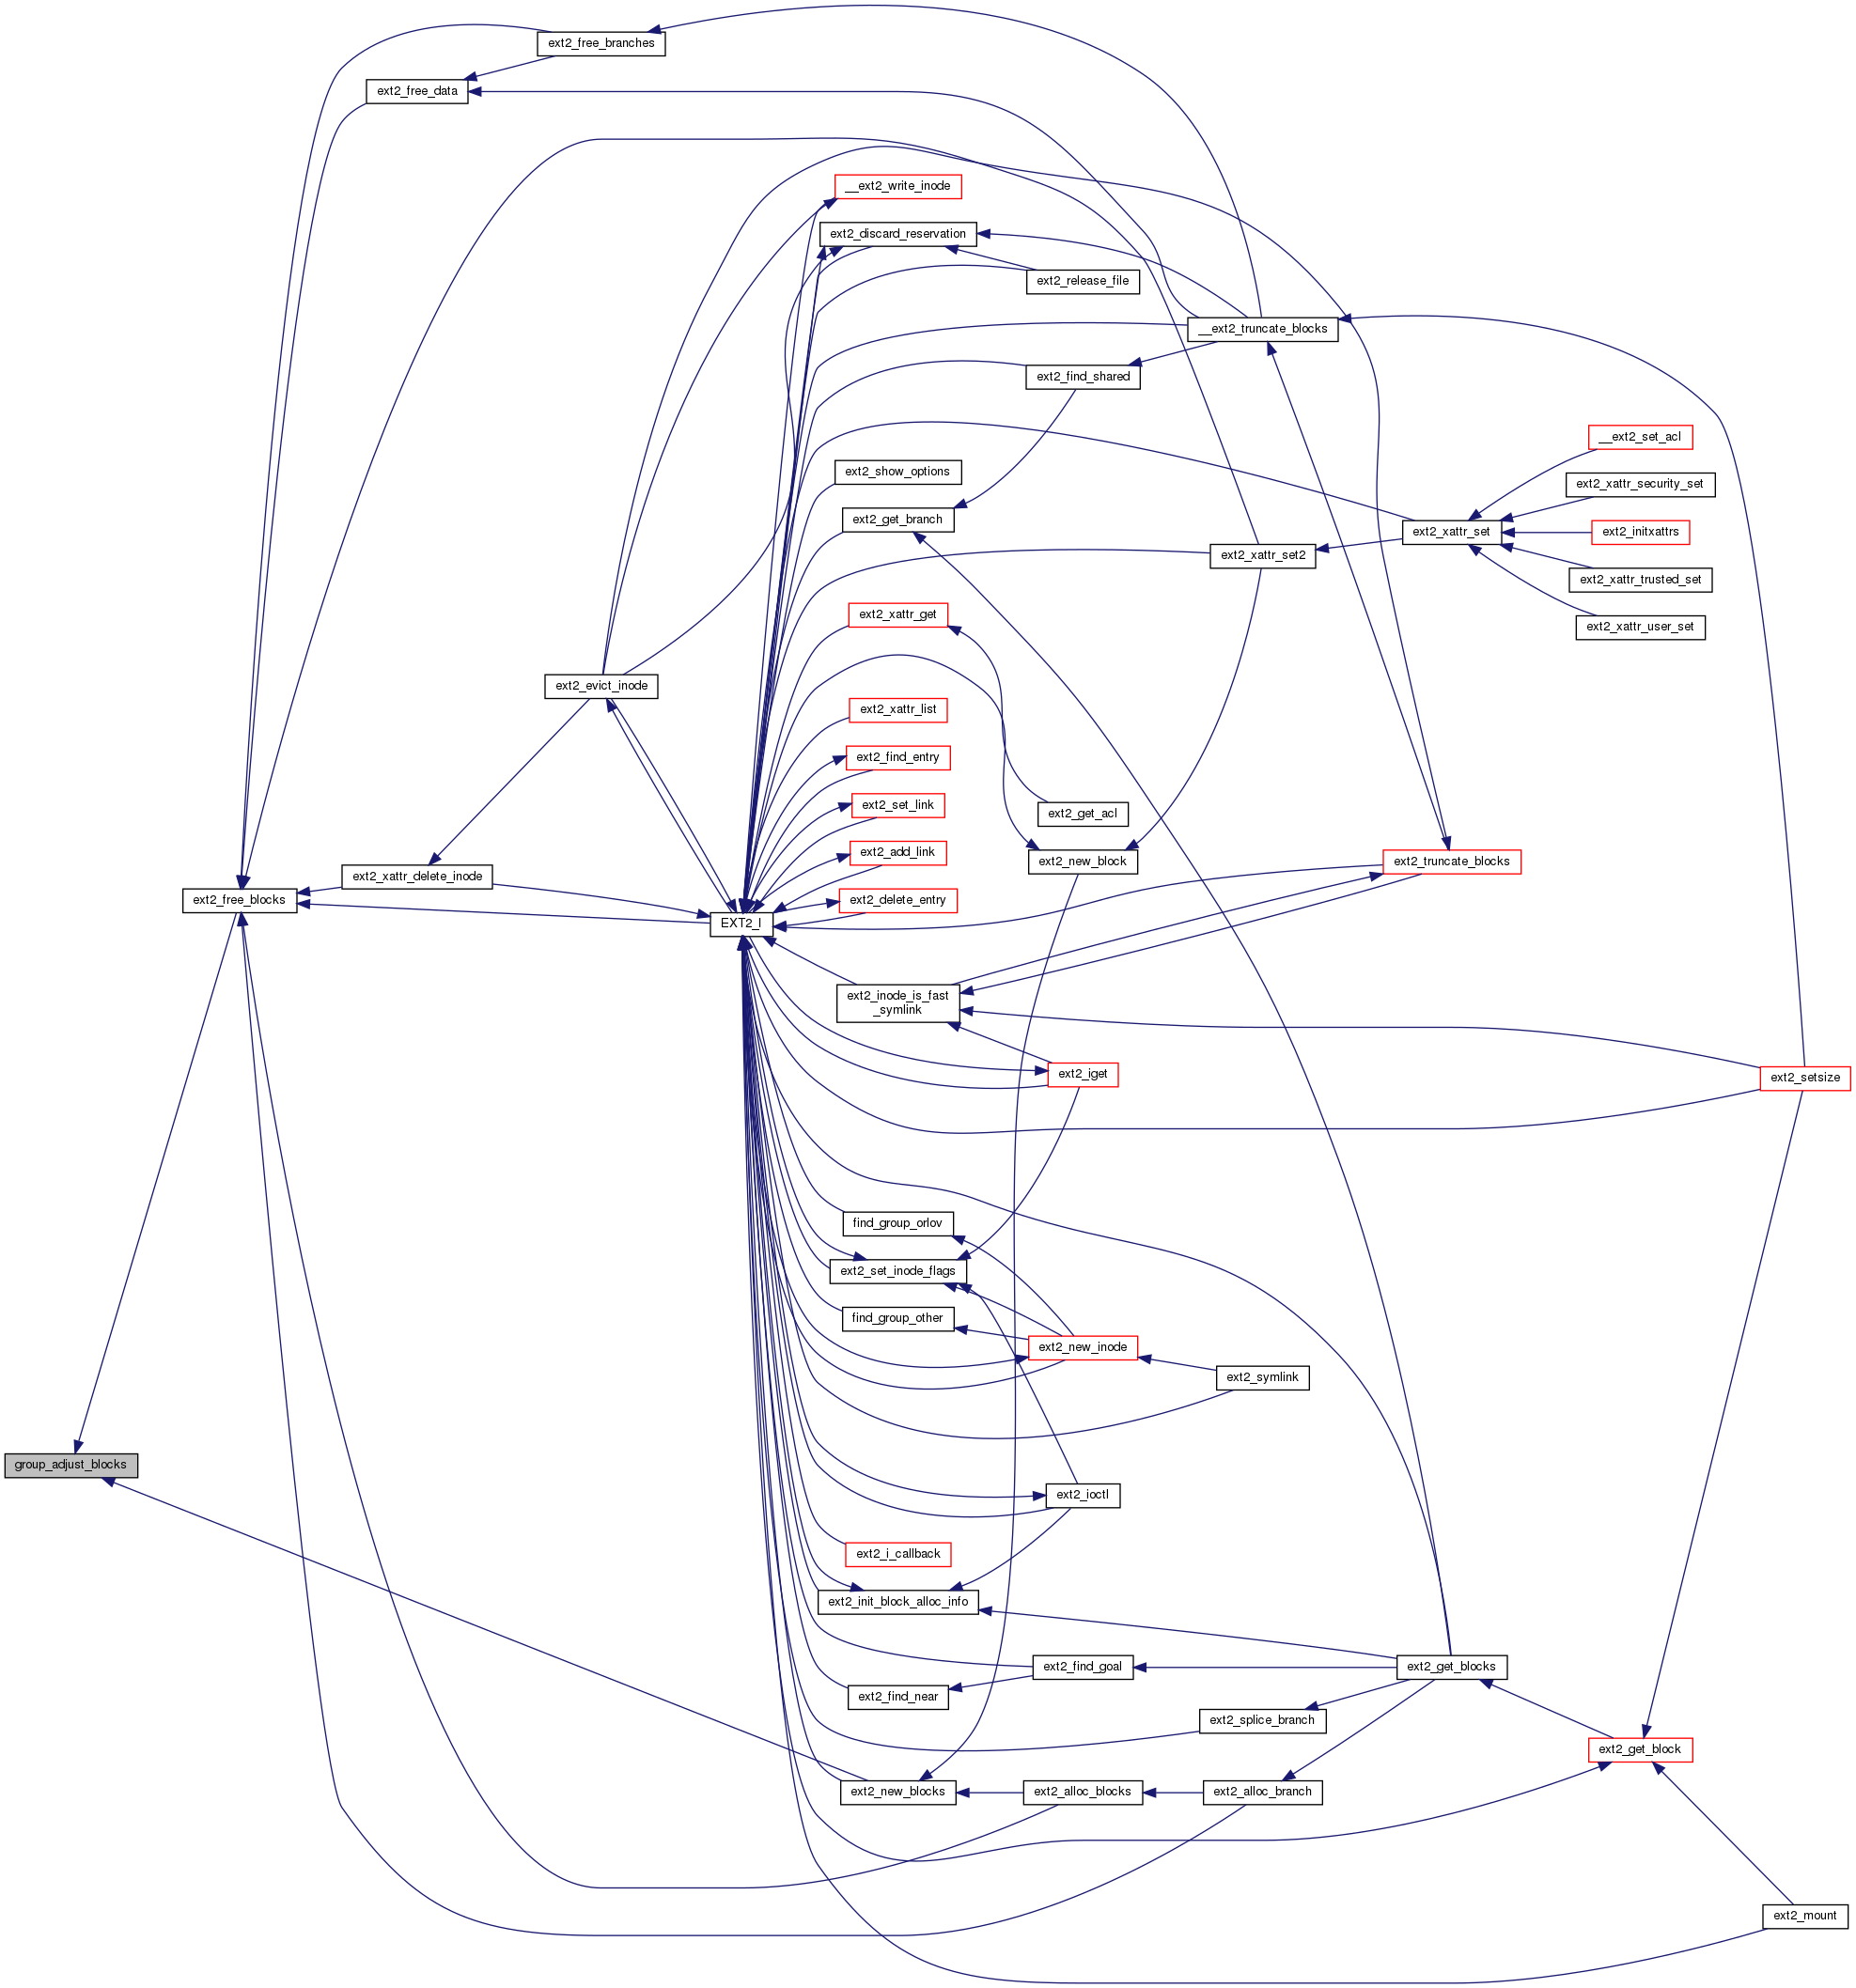 ext2_free_branches
ext2_free_data
__ext2_write_inode
ext2_discard_reservation
ext2_release_file
__ext2_truncate_blocks
ext2_find_shared
__ext2_set_acl
ext2_show_options
ext2_xattr_security_set
ext2_get_branch
ext2_xattr_set
ext2_initxattrs
ext2_xattr_set2
ext2_xattr_trusted_set
ext2_xattr_get
ext2_xattr_user_set
ext2_evict_inode
ext2_xattr_list
ext2_find_entry
ext2_set_link
ext2_get_acl
ext2_add_link
ext2_new_block
ext2_truncate_blocks
ext2_xattr_delete_inode
ext2_free_blocks
ext2_delete_entry
EXT2_I
ext2_inode_is_fast
_symlink
ext2_iget
ext2_setsize
find_group_orlov
ext2_set_inode_flags
find_group_other
ext2_new_inode
ext2_symlink
group_adjust_blocks
ext2_ioctl
ext2_i_callback
ext2_init_block_alloc_info
ext2_find_goal
ext2_get_blocks
ext2_find_near
ext2_splice_branch
ext2_get_block
ext2_new_blocks
ext2_alloc_blocks
ext2_alloc_branch
ext2_mount